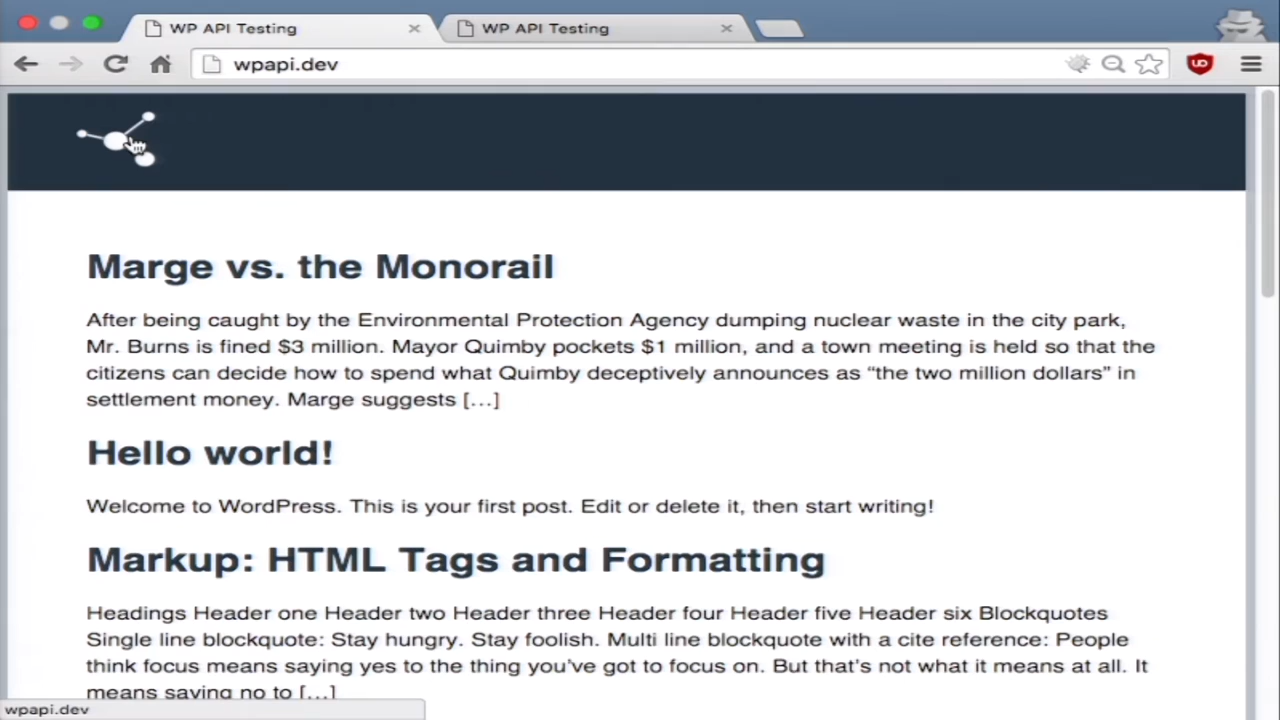 WP API Testing
WP API Testing
wpapi.dev
Marge vs. the Monorail
After being caught by the Environmental Protection Agency dumping nuclear waste in the city park,
Mr. Burns is fined $3 million. Mayor Quimby pockets $1 million, and a town meeting is held so that the
citizens can decide how to spend what Quimby deceptively announces as “the two million dollars” in
settlement money. Marge suggests […]
Hello world!
Welcome to WordPress. This is your first post. Edit or delete it, then start writing!
Markup: HTML Tags and Formatting
Headings Header one Header two Header three Header four Header five Header six Blockquotes
Single line blockquote: Stay hungry. Stay foolish. Multi line blockquote with a cite reference: People
think focus means saying yes to the thing you’ve got to focus on. But that’s not what it means at all. It
means saying no to […]
wpapi.dev